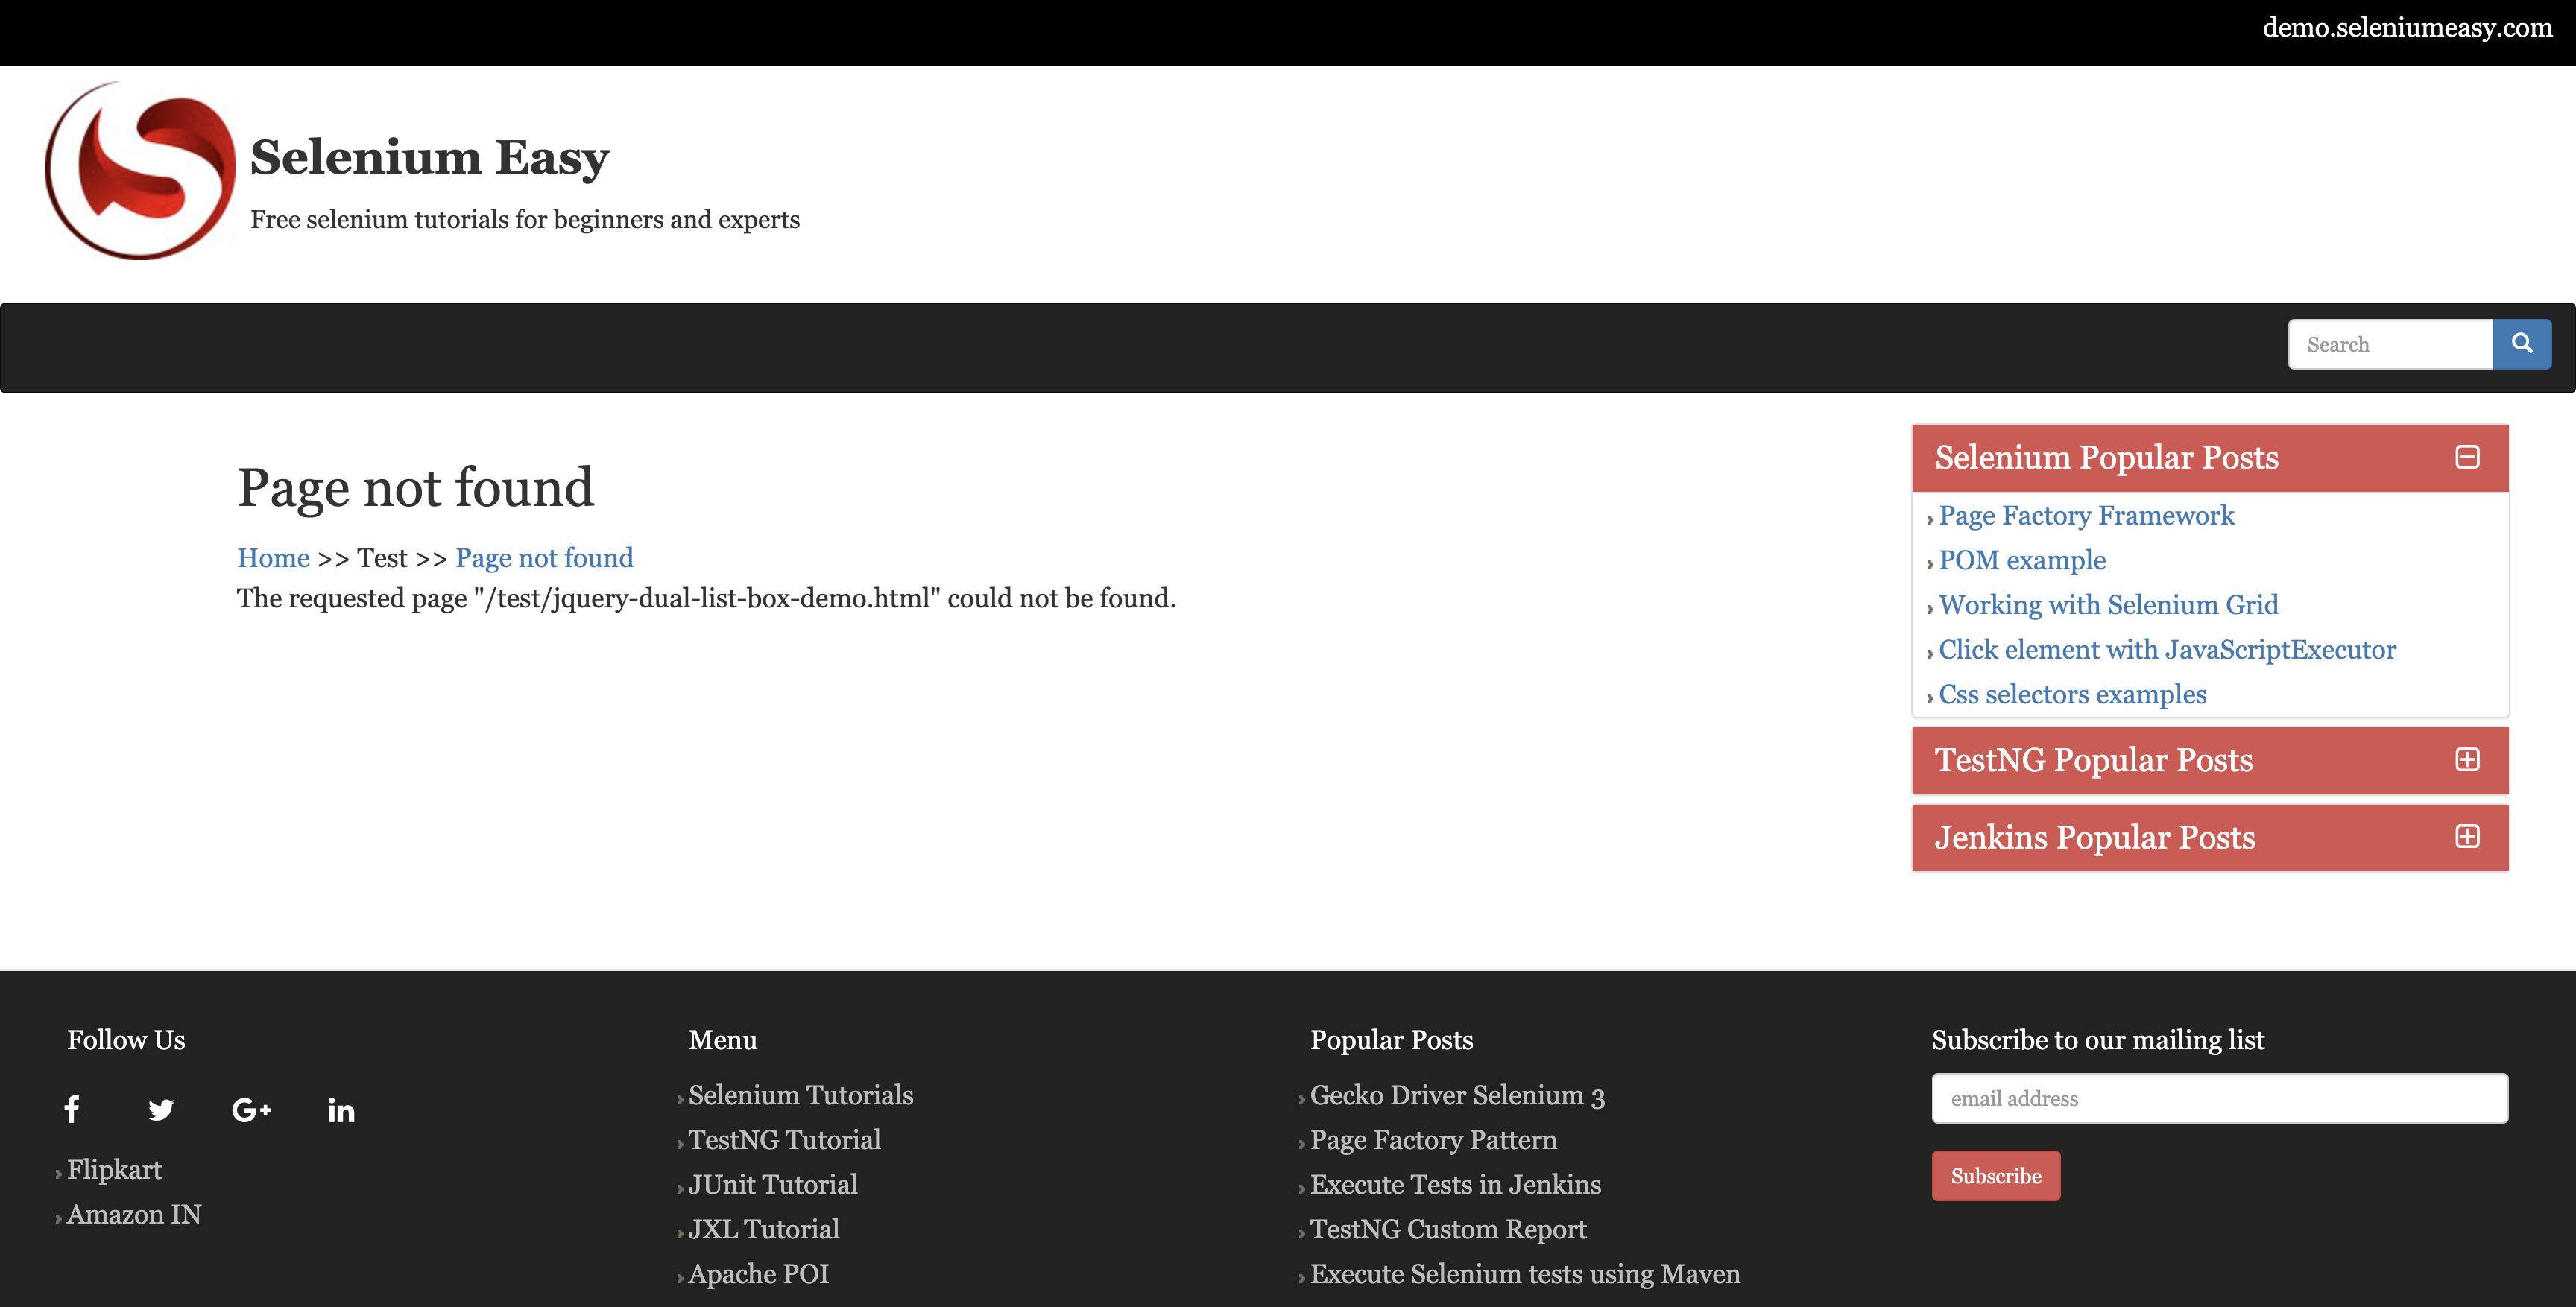 demo.seleniumeasy.com
Selenium Easy
Free selenium tutorials for beginners and experts
Search
Page not found
Home >> Test >> Page not found
The requested page "/test/jquery-dual-list-box-demo.html" could not be found.
Selenium Popular Posts
Page Factory Framework
POM example
Working with Selenium Grid
Click element with JavaScriptExecutor
Css selectors examples
TestNG Popular Posts
Jenkins Popular Posts
Follow Us
Flipkart
Amazon IN
Menu
Selenium Tutorials
TestNG Tutorial
JUnit Tutorial
JXL Tutorial
Apache POI
Popular Posts
Gecko Driver Selenium 3
Page Factory Pattern
Execute Tests in Jenkins
TestNG Custom Report
Execute Selenium tests using Maven
Subscribe to our mailing list
email address
Subscribe